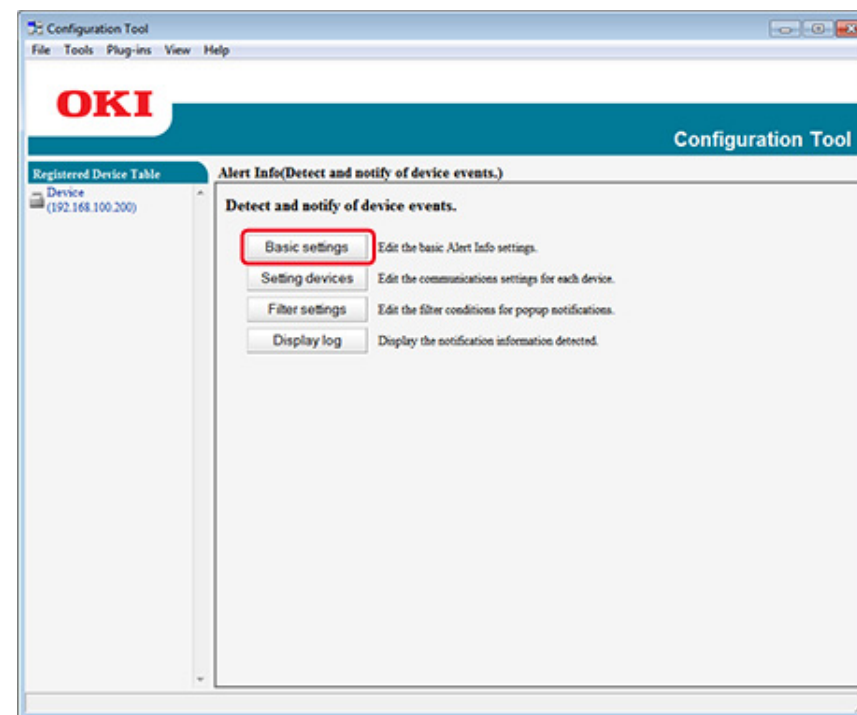 Configuration Tool
File Tools Plug-ins View Help
OKI
Configuration Tool
Registered Device Table
Device
(192.168.100.200)
Alert Info(Detect and notify of device events.)
Detect and notify of device events.
Basic settings Edit the basic Alert Info settings.
Setting devices Edit the communications settings for each device.
Filter settings Edit the filter conditions for popup notifications.
Display log Display the notification information detected.